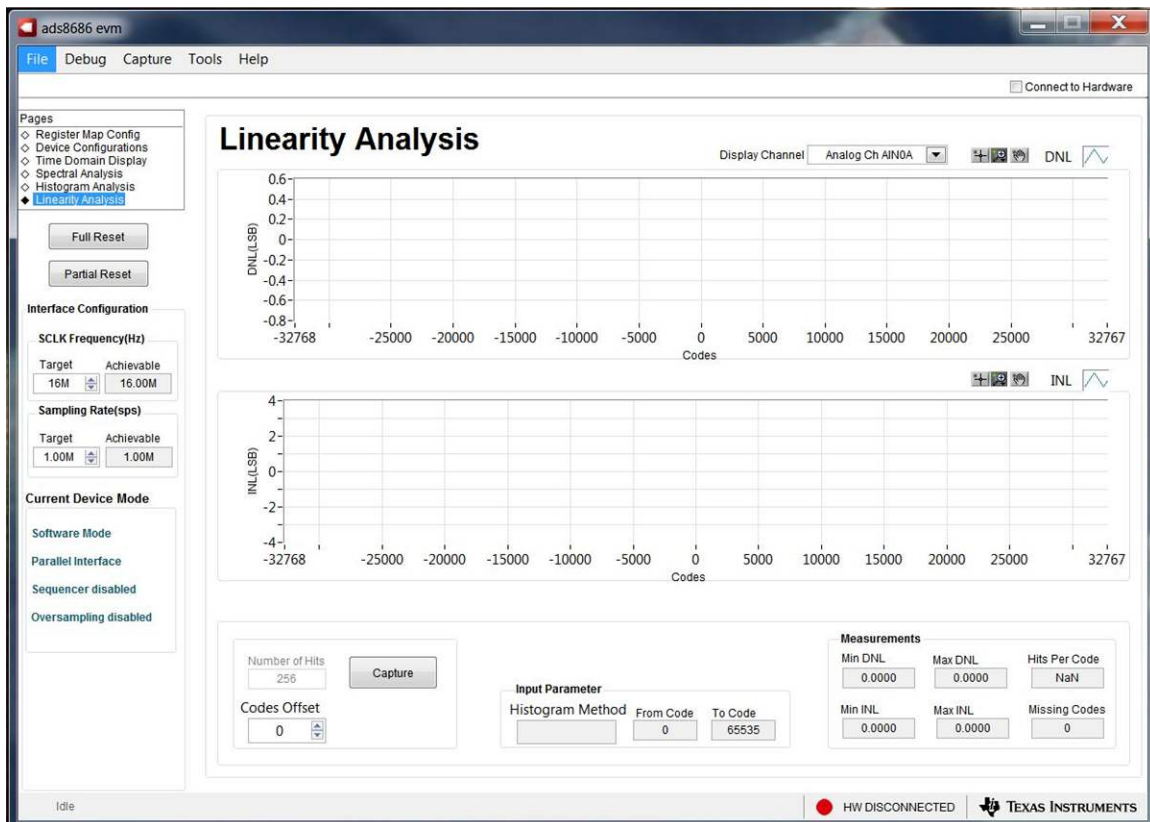 ads8686 evm
File Debug Capture Tools Help
Connect to Hardware
Pages
Register Map Config
Device Configurations
Time Domain Display
Spectral Analysis
Histogram Analysis
Linearity Analysis
Full Reset
Partial Reset
Interface Configuration
SCLK Frequency(Hz)
Target Achievable
16M 16.00M
Sampling Rate(sps)
Target Achievable
1.00M 1.00M
Current Device Mode
Software Mode
Parallel Interface
Sequencer disabled
Oversampling disabled
Linearity Analysis
Display Channel Analog Ch AIN0A DNL
0.6
0.4
0.2
0
-0.2
-0.4
-0.6
-0.8
DNL(LSB)
-32768 -25000 -20000 -15000 -10000 -5000 0 5000 10000 15000 20000 25000 32767
Codes
INL
4
2
0
-2
-4
INL(LSB)
-32768 -25000 -20000 -15000 -10000 -5000 0 5000 10000 15000 20000 25000 32767
Codes
Number of Hits
256
Capture
Codes Offset
0
Input Parameter
Histogram Method From Code To Code
0 65535
Measurements
Min DNL Max DNL Hits Per Code
0.0000 0.0000 NaN
Min INL Max INL Missing Codes
0.0000 0.0000 0
Idle
HW DISCONNECTED
TEXAS INSTRUMENTS